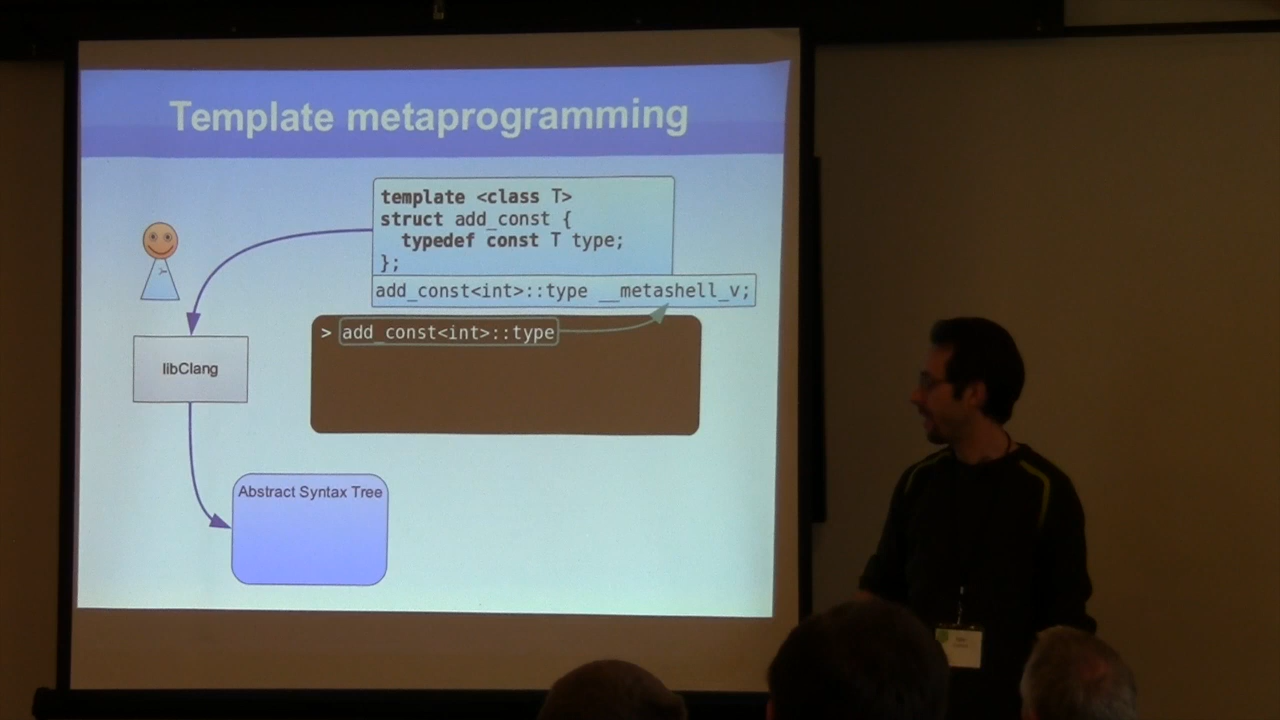 Template metaprogramming
template <class T>
struct add_const {
typedef const T type;
};
add_const<int>::type __metashell_v;
> add_const<int>::type
libClang
Abstract Syntax Tree